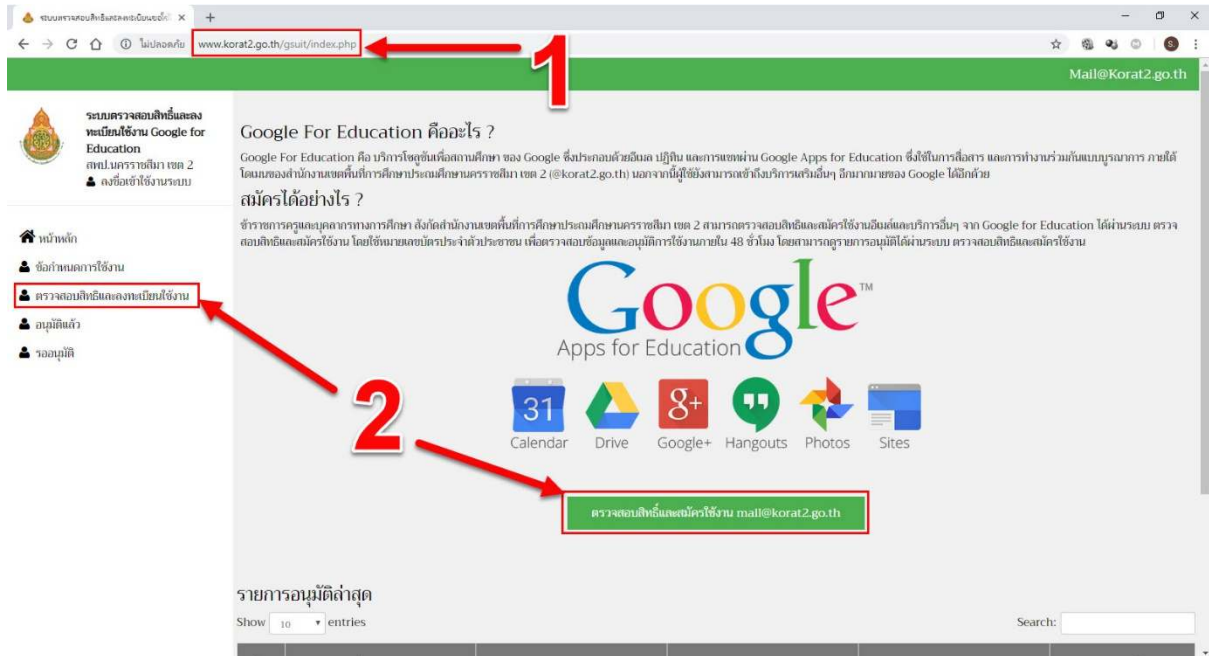 ระบบตรวจสอบสิทธิ์และลงทะเบียนขอใช้
ไม่ปลอดภัย www.korat2.go.th/gsuit/index.php
1
Mail@Korat2.go.th
ระบบตรวจสอบสิทธิ์และลง
ทะเบียนใช้งาน Google for
Education
สพป.นครราชสีมา เขต 2
ลงชื่อเข้าใช้งานระบบ
หน้าหลัก
ข้อกำหนดการใช้งาน
ตรวจสอบสิทธิและลงทะเบียนใช้งาน
อนุมัติแล้ว
รออนุมัติ
Google For Education คืออะไร ?
Google For Education คือ บริการโซลูชันเพื่อสถานศึกษา ของ Google ซึ่งประกอบด้วยอีเมล ปฏิทิน และการแชทผ่าน Google Apps for Education ซึ่งใช้ในการสื่อสาร และการทำงานร่วมกันแบบบูรณาการ ภายใต้
โดเมนของสำนักงานเขตพื้นที่การศึกษาประถมศึกษานครราชสีมา เขต 2 (@korat2.go.th) นอกจากนี้ผู้ใช้ยังสามารถเข้าถึงบริการเสริมอื่นๆ อีกมากมายของ Google ได้อีกด้วย
สมัครได้อย่างไร ?
ข้าราชการครูและบุคลากรทางการศึกษา สังกัดสำนักงานเขตพื้นที่การศึกษาประถมศึกษานครราชสีมา เขต 2 สามารถตรวจสอบสิทธิและสมัครใช้งานอีเมล์และบริการอื่นๆ จาก Google for Education ได้ผ่านระบบ ตรวจ
สอบสิทธิและสมัครใช้งาน โดยใช้หมายเลขบัตรประจำตัวประชาชน เพื่อตรวจสอบข้อมูลและอนุมัติการใช้งานภายใน 48 ชั่วโมง โดยสามารถดูรายการอนุมัติได้ผ่านระบบ ตรวจสอบสิทธิและสมัครใช้งาน
Google™
Apps for Education
2
31
8+
Calendar Drive Google+ Hangouts Photos Sites
ตรวจสอบสิทธิ์และสมัครใช้งาน mail@korat2.go.th
รายการอนุมัติล่าสุด
Show 10 entries
Search: